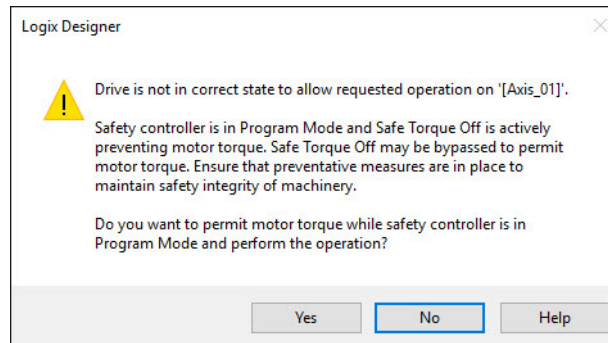 Logix Designer
Drive is not in correct state to allow requested operation on '[Axis_01]'.
Safety controller is in Program Mode and Safe Torque Off is actively
preventing motor torque. Safe Torque Off may be bypassed to permit
motor torque. Ensure that preventative measures are in place to
maintain safety integrity of machinery.
Do you want to permit motor torque while safety controller is in
Program Mode and perform the operation?
Yes No Help